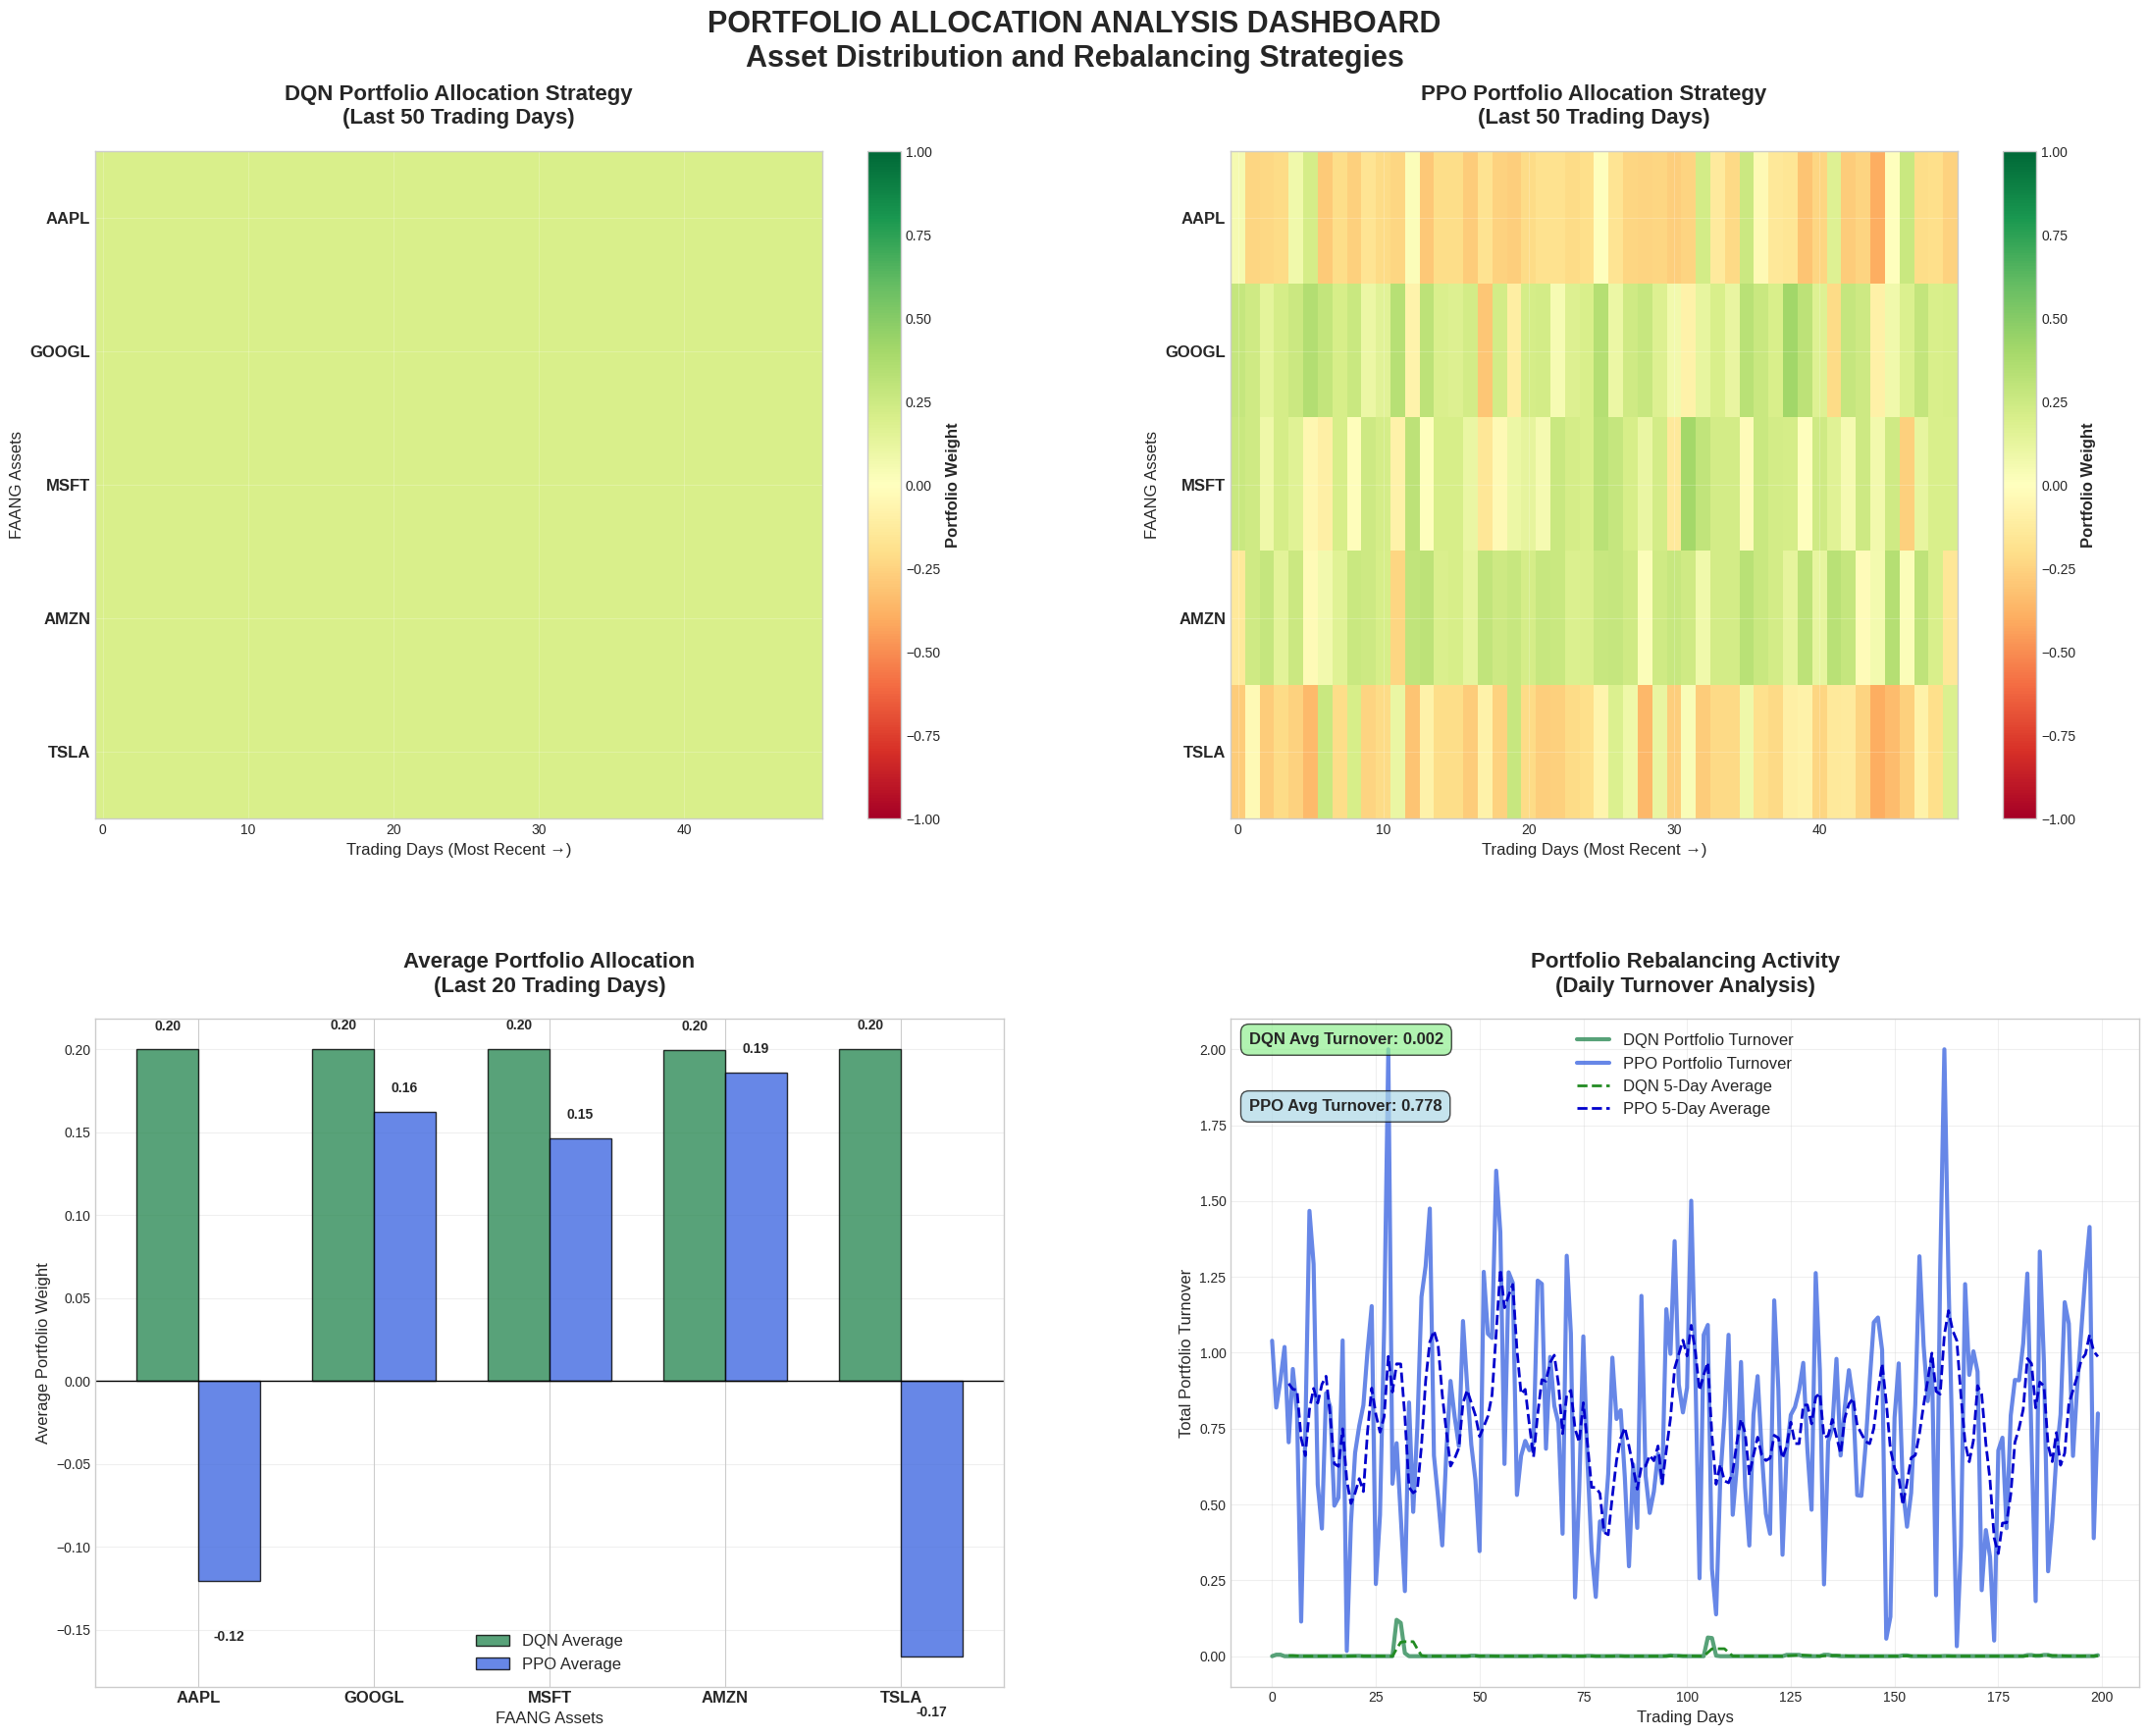 PORTFOLIO ALLOCATION ANALYSIS DASHBOARD
Asset Distribution and Rebalancing Strategies
DQN Portfolio Allocation Strategy
(Last 50 Trading Days)
FAANG Assets
AAPL
GOOGL
MSFT
AMZN
TSLA
0 10 20 30 40
Trading Days (Most Recent →)
1.00
0.75
0.50
0.25
0.00
−0.25
−0.50
−0.75
−1.00
Portfolio Weight
PPO Portfolio Allocation Strategy
(Last 50 Trading Days)
FAANG Assets
AAPL
GOOGL
MSFT
AMZN
TSLA
0 10 20 30 40
Trading Days (Most Recent →)
1.00
0.75
0.50
0.25
0.00
−0.25
−0.50
−0.75
−1.00
Portfolio Weight
Average Portfolio Allocation
(Last 20 Trading Days)
Average Portfolio Weight
0.20
0.15
0.10
0.05
0.00
−0.05
−0.10
−0.15
0.20 0.20 0.20 0.20 0.20
0.19
0.16
0.15
-0.12
-0.17
DQN Average
PPO Average
AAPL GOOGL MSFT AMZN TSLA
FAANG Assets
Portfolio Rebalancing Activity
(Daily Turnover Analysis)
Total Portfolio Turnover
2.00
1.75
1.50
1.25
1.00
0.75
0.50
0.25
0.00
DQN Avg Turnover: 0.002
PPO Avg Turnover: 0.778
DQN Portfolio Turnover
PPO Portfolio Turnover
DQN 5-Day Average
PPO 5-Day Average
0 25 50 75 100 125 150 175 200
Trading Days